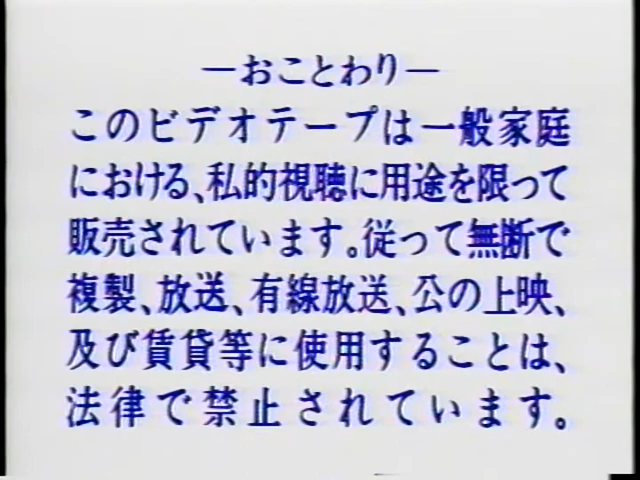 ―おことわり―
このビデオテープは一般家庭
における、私的視聴に用途を限って
販売されています。従って無断で
複製、放送、有線放送、公の上映、
及び賃貸等に使用することは、
法律で禁止されています。